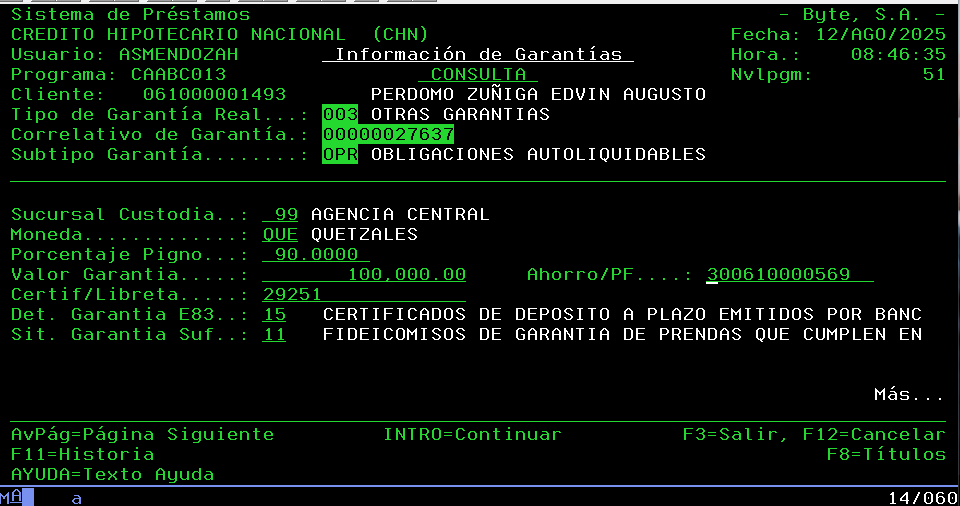 Sistema de Préstamos - Byte, S.A. -
CREDITO HIPOTECARIO NACIONAL (CHN) Fecha: 12/AGO/2025
Usuario: ASMENDOZAH Información de Garantías Hora.: 08:46:35
Programa: CAABC013 CONSULTA Nvlpgm: 51
Cliente: 061000001493 PERDOMO ZUÑIGA EDVIN AUGUSTO
Tipo de Garantía Real...: 003 OTRAS GARANTIAS
Correlativo de Garantía.: 00000027637
Subtipo Garantía........: OPR OBLIGACIONES AUTOLIQUIDABLES
Sucursal Custodia..: 99 AGENCIA CENTRAL
Moneda.............: QUE QUETZALES
Porcentaje Pigno...: 90.0000
Valor Garantia.....: 100,000.00 Ahorro/PF....: 300610000569
Certif/Libreta.....: 29251
Det. Garantia E83..: 15 CERTIFICADOS DE DEPOSITO A PLAZO EMITIDOS POR BANC
Sit. Garantia Suf..: 11 FIDEICOMISOS DE GARANTIA DE PRENDAS QUE CUMPLEN EN
Más...
AvPág=Página Siguiente INTRO=Continuar F3=Salir, F12=Cancelar
F11=Historia F8=Títulos
AYUDA=Texto Ayuda
MA a 14/060